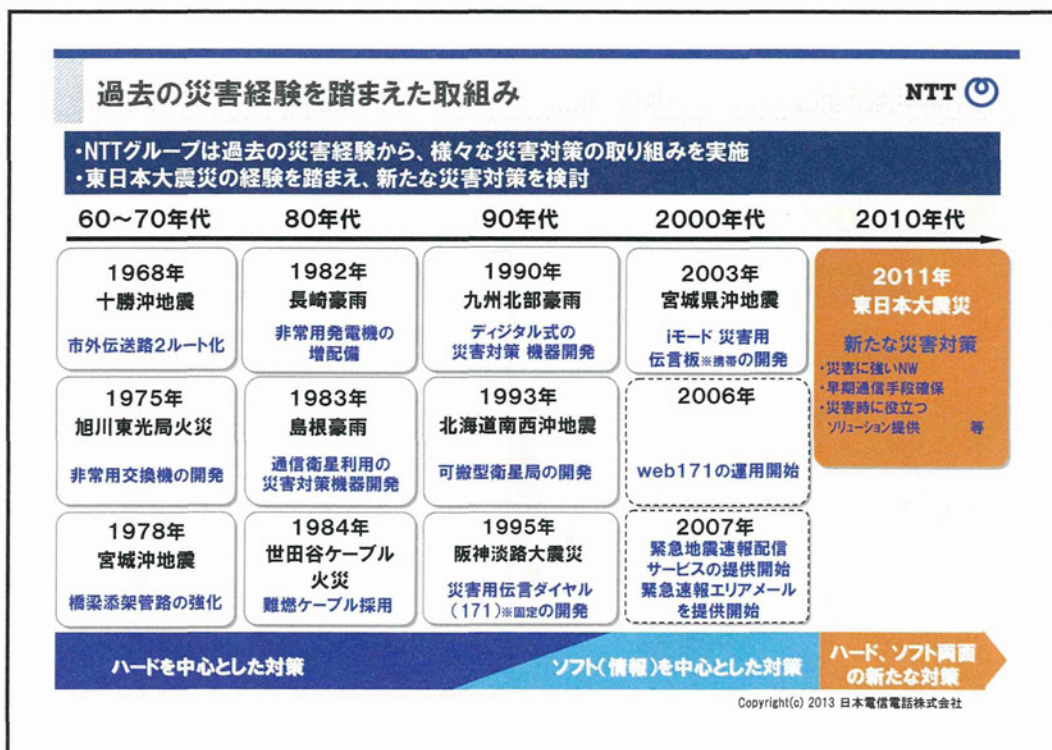 過去の災害経験を踏まえた取組み
NTT
・NTTグループは過去の災害経験から、様々な災害対策の取り組みを実施
・東日本大震災の経験を踏まえ、新たな災害対策を検討
60～70年代
80年代
90年代
2000年代
2010年代
1968年
十勝沖地震
市外伝送路2ルート化
1982年
長崎豪雨
非常用発電機の
増配備
1990年
九州北部豪雨
ディジタル式の
災害対策 機器開発
2003年
宮城県沖地震
iモード 災害用
伝言板※携帯の開発
2011年
東日本大震災
新たな災害対策
・災害に強いNW
・早期通信手段確保
・災害時に役立つ
ソリューション提供 等
1975年
旭川東光局火災
非常用交換機の開発
1983年
島根豪雨
通信衛星利用の
災害対策機器開発
1993年
北海道南西沖地震
可搬型衛星局の開発
2006年
web171の運用開始
1978年
宮城沖地震
橋梁添架管路の強化
1984年
世田谷ケーブル
火災
難燃ケーブル採用
1995年
阪神淡路大震災
災害用伝言ダイヤル
(171)※固定の開発
2007年
緊急地震速報配信
サービスの提供開始
緊急速報エリアメール
を提供開始
ハードを中心とした対策
ソフト(情報)を中心とした対策
ハード、ソフト両面
の新たな対策
Copyright(c) 2013 日本電信電話株式会社